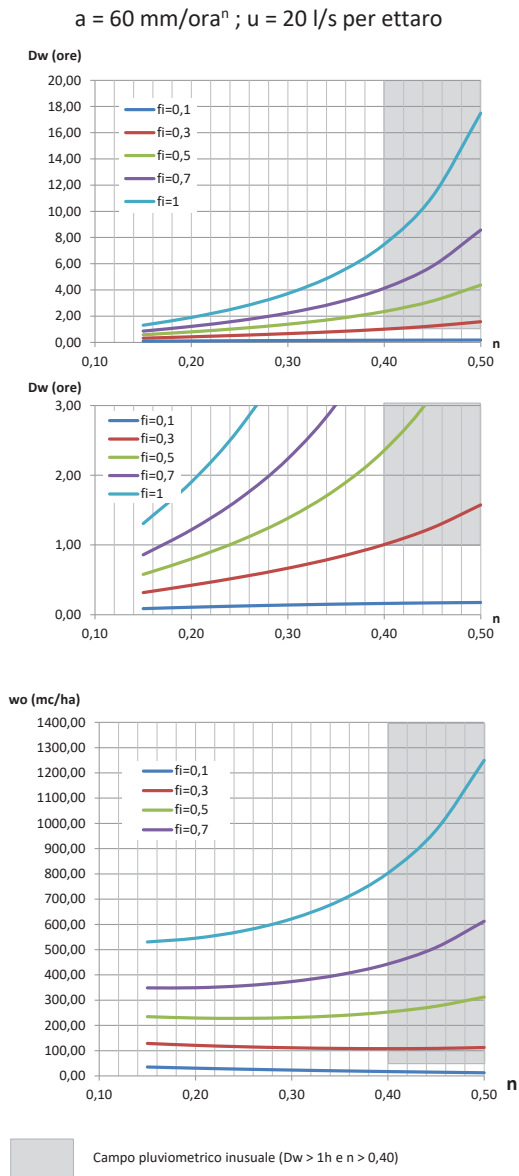 a = 60 mm/oraⁿ ; u = 20 l/s per ettaro
Dw (ore)
20,00
18,00
16,00
14,00
12,00
10,00
8,00
6,00
4,00
2,00
0,00
fi=0,1
fi=0,3
fi=0,5
fi=0,7
fi=1
0,10 0,20 0,30 0,40 0,50 n
Dw (ore)
3,00
2,00
1,00
0,00
fi=0,1
fi=0,3
fi=0,5
fi=0,7
fi=1
0,10 0,20 0,30 0,40 0,50 n
wo (mc/ha)
1400,00
1300,00
1200,00
1100,00
1000,00
900,00
800,00
700,00
600,00
500,00
400,00
300,00
200,00
100,00
0,00
fi=0,1
fi=0,3
fi=0,5
fi=0,7
0,10 0,20 0,30 0,40 0,50 n
Campo pluviometrico inusuale (Dw > 1h e n > 0,40)